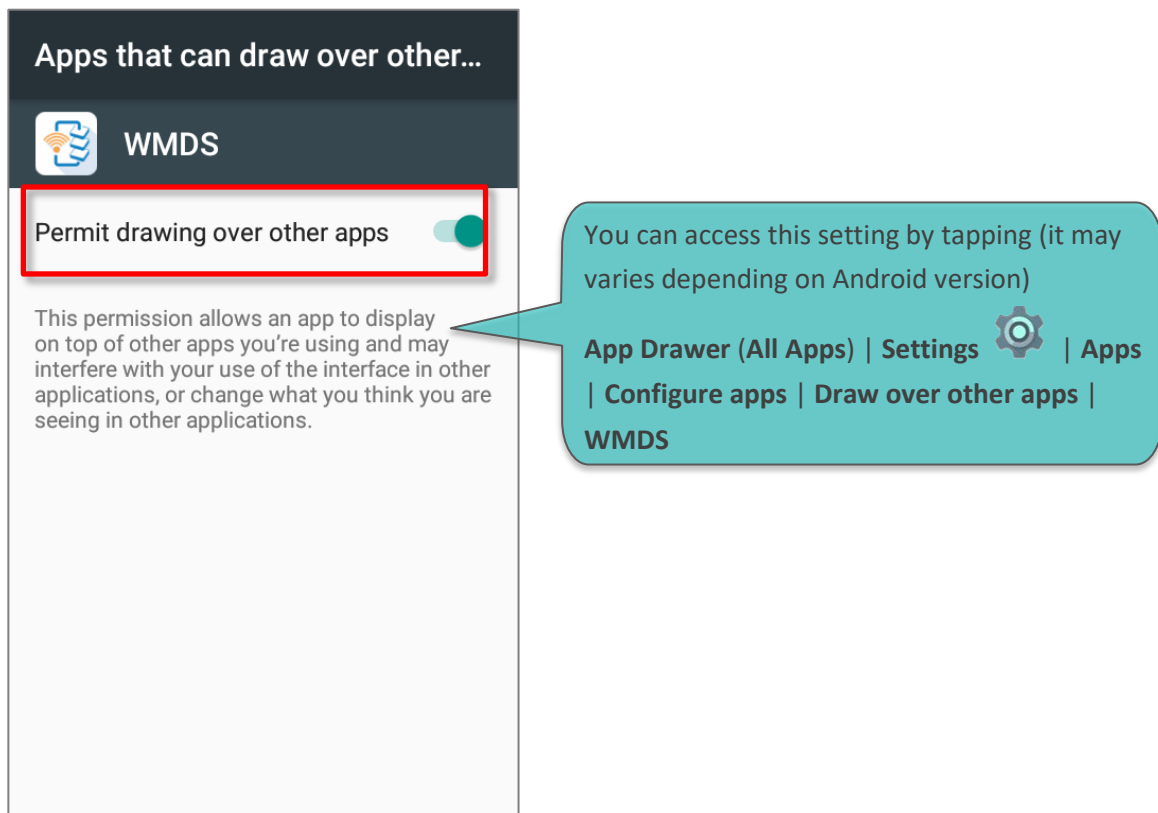 Apps that can draw over other…
WMDS
Permit drawing over other apps
This permission allows an app to display
on top of other apps you’re using and may
interfere with your use of the interface in other
applications, or change what you think you are
seeing in other applications.
You can access this setting by tapping (it may
varies depending on Android version)
App Drawer (All Apps) | Settings | Apps
| Configure apps | Draw over other apps |
WMDS